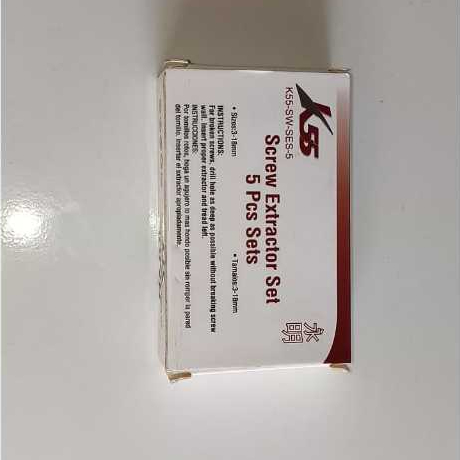 K55
K55-SW-SES-5
Screw Extractor Set
5 Pcs Sets
永明
• Sizes:3-18mm
• Tamaños:3-18mm
INSTRUCTIONS:
For broken screws, drill hole as deep as possible without breaking screw
wall. Insert proper extractor and tread left.
INSTRUCCIONES:
Por tornillos rotos, haga un agujero lo mas hondo posible sin romper la pared
del tornillo. Insertar el extractor apropiadamente.